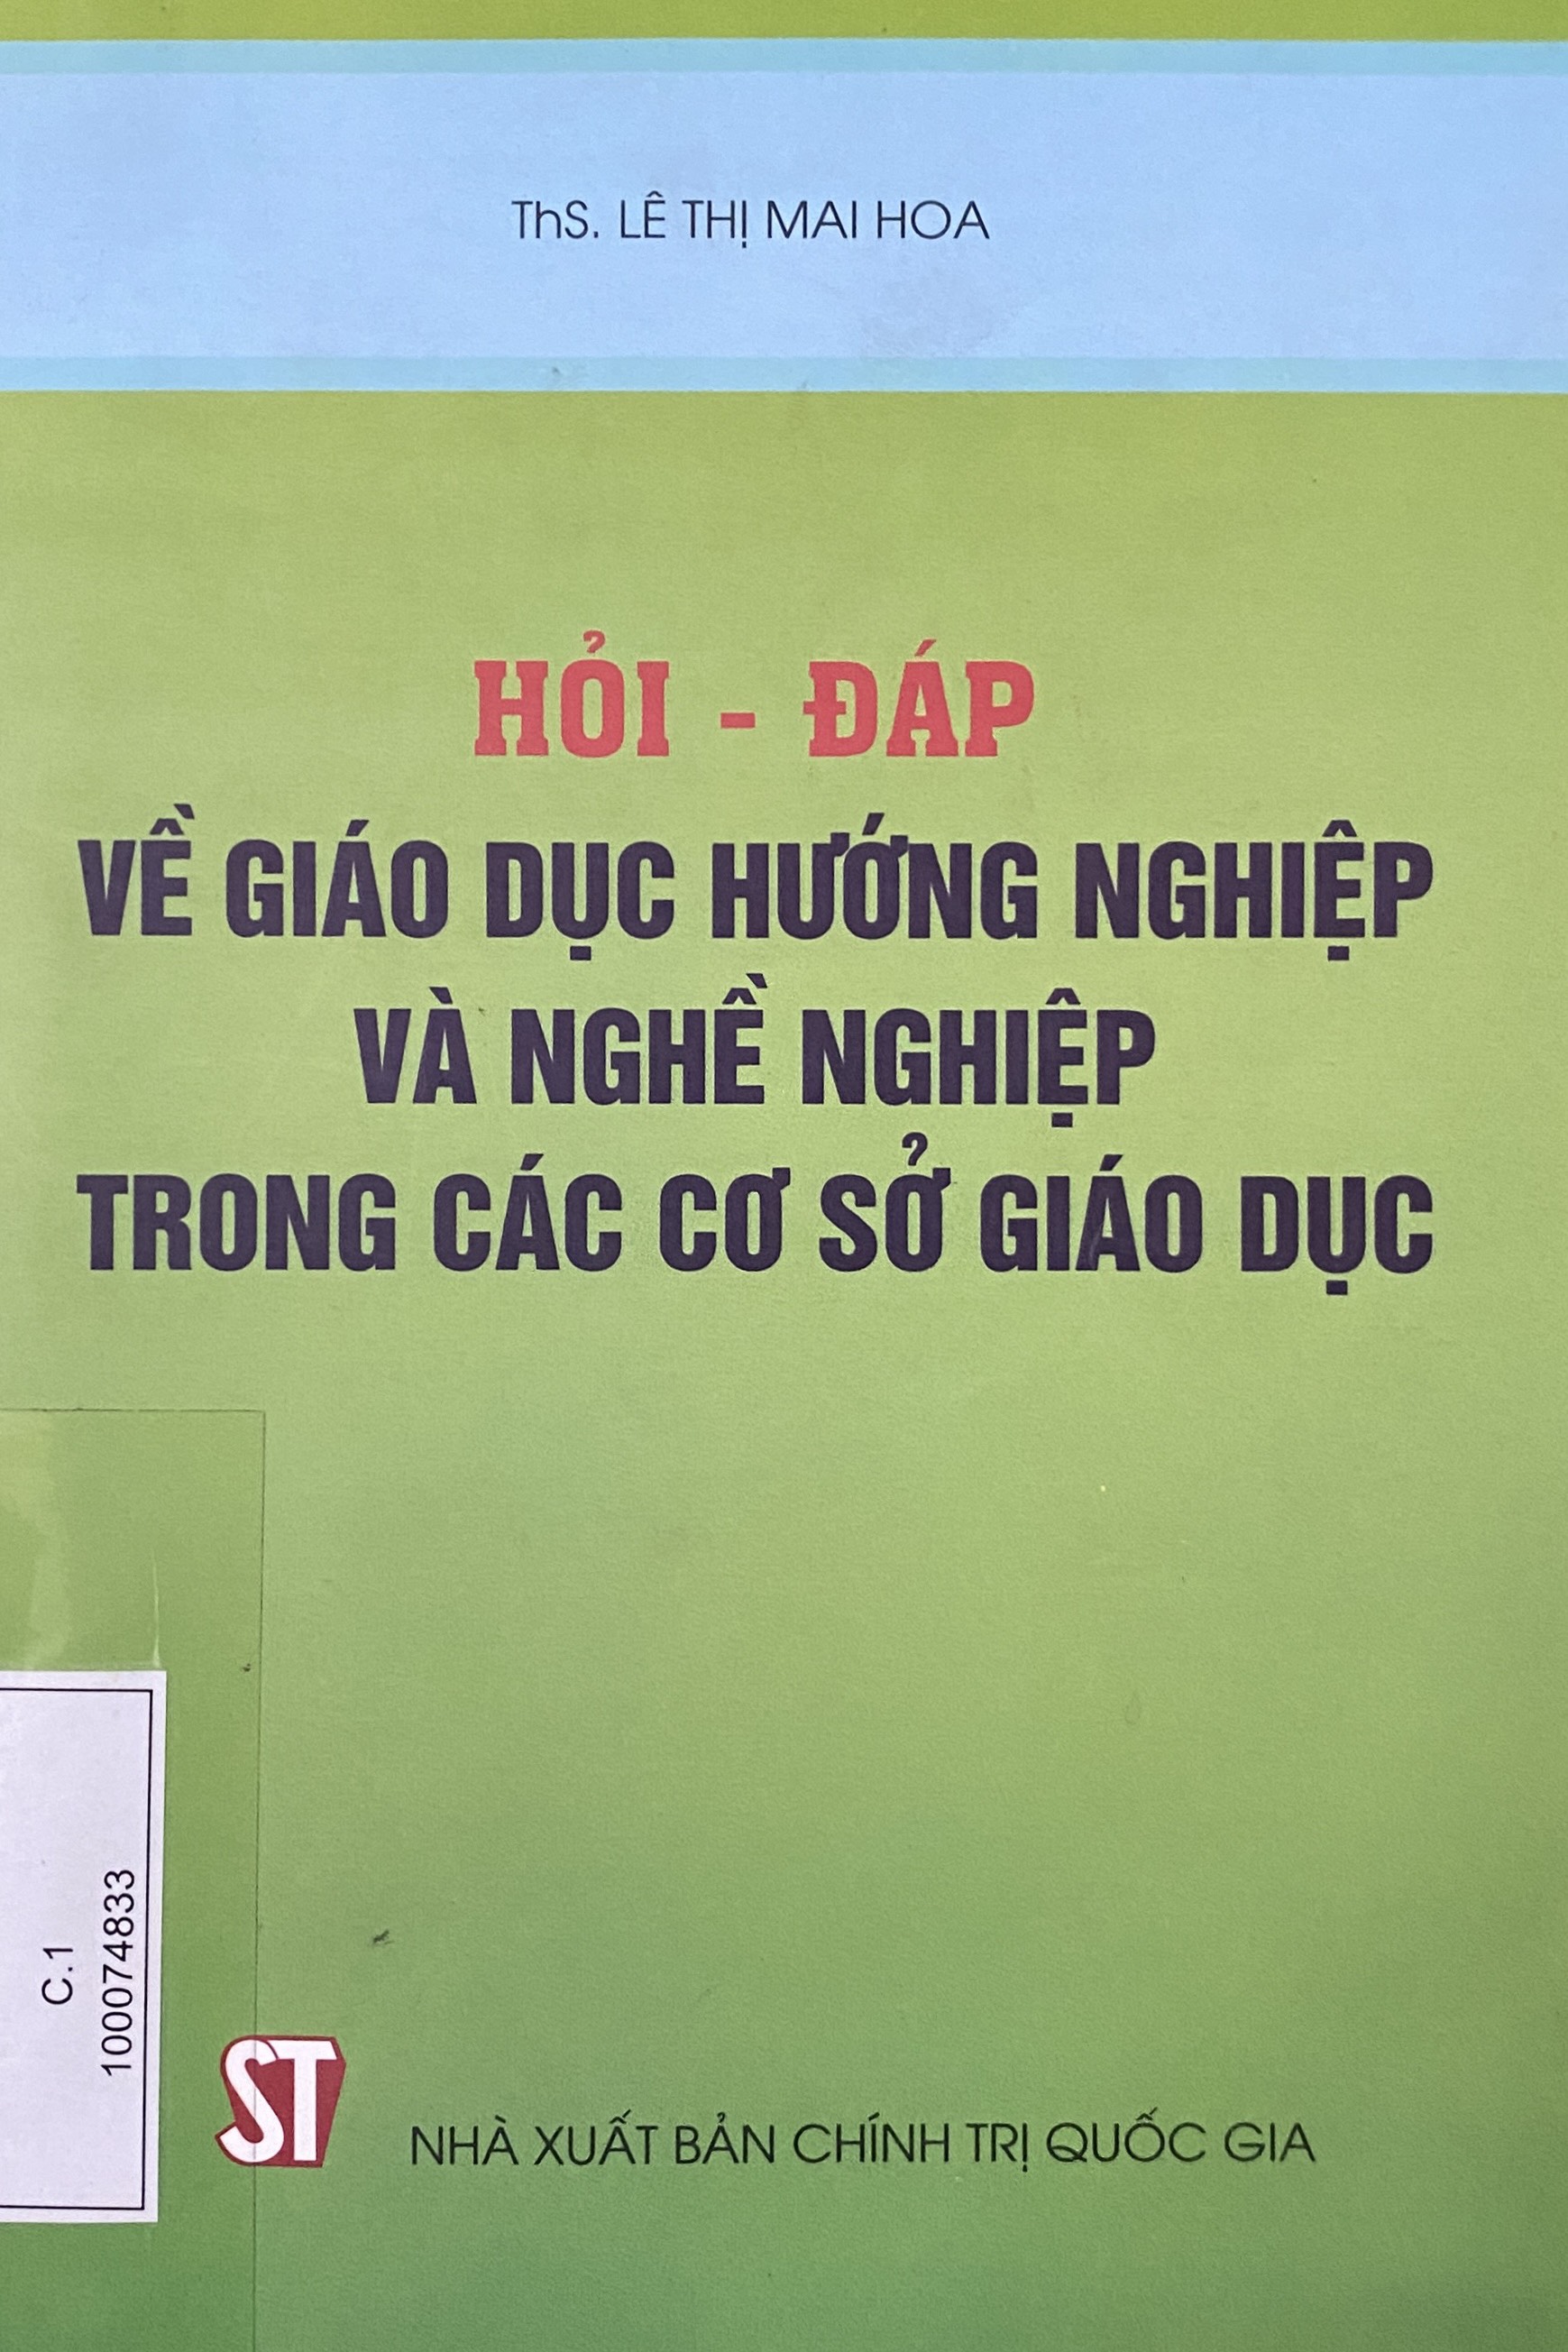 ThS. LÊ THỊ MAI HOA
HỎI - ĐÁP
VỀ GIÁO DỤC HƯỚNG NGHIỆP
VÀ NGHỀ NGHIỆP
TRONG CÁC CƠ SỞ GIÁO DỤC
C.1
100074833
ST
NHÀ XUẤT BẢN CHÍNH TRỊ QUỐC GIA